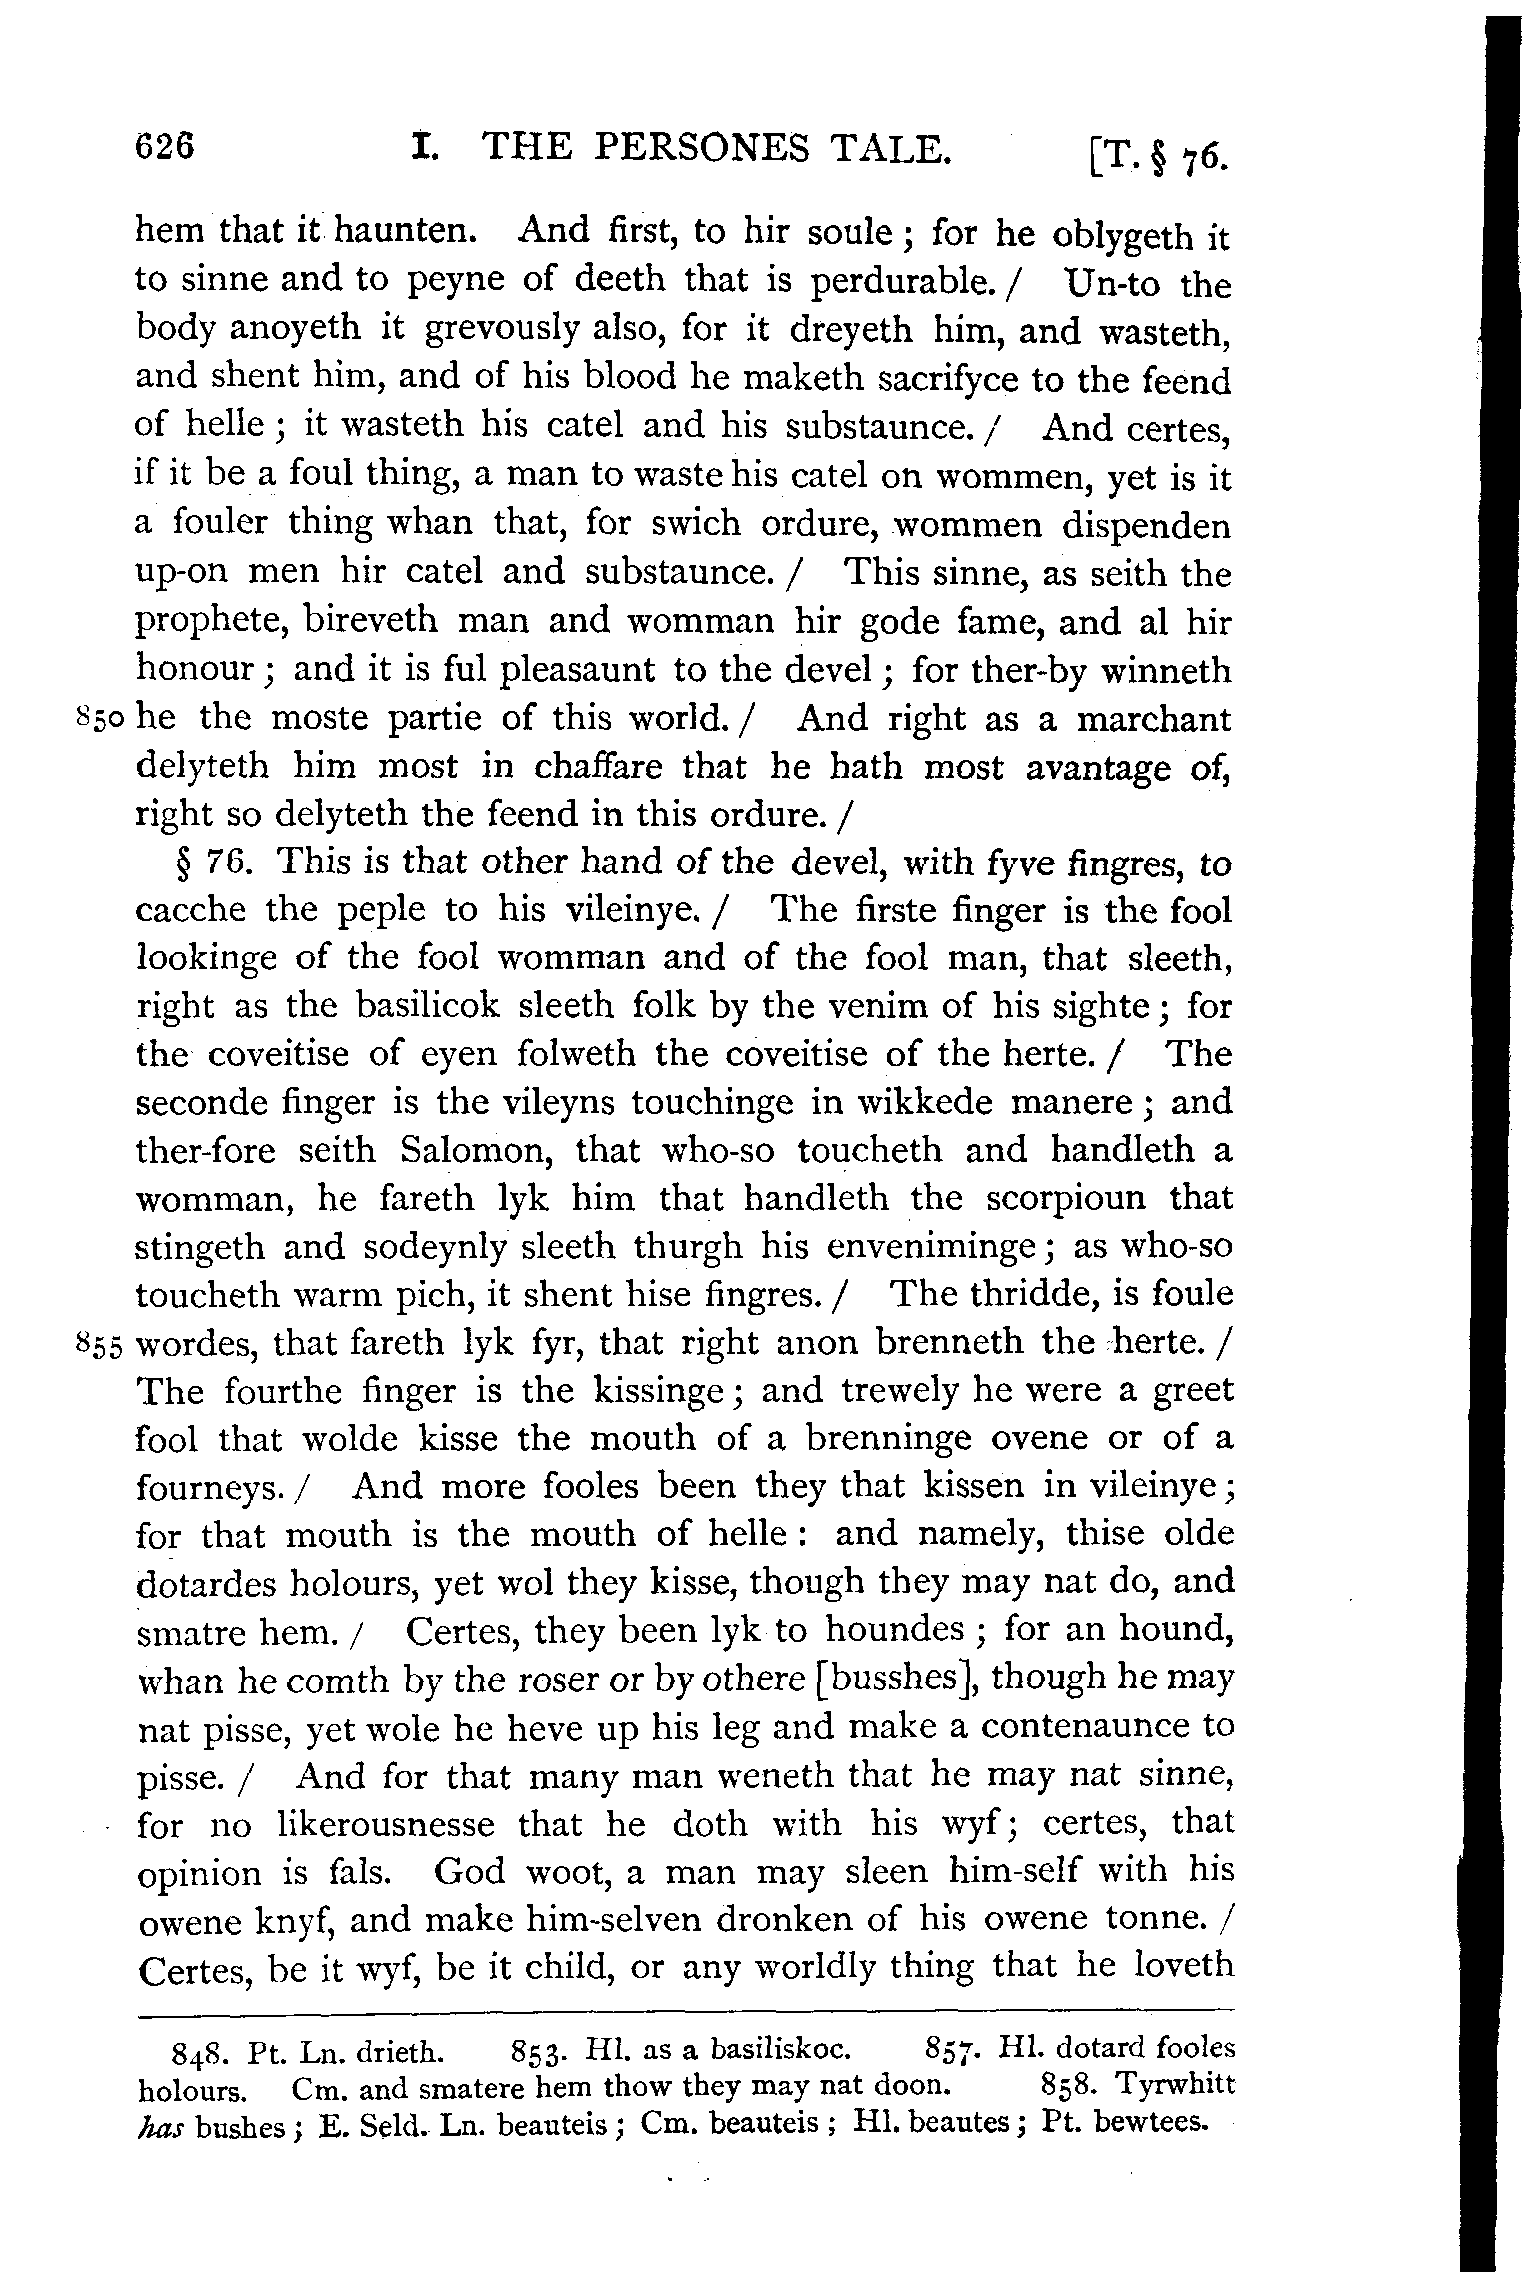 626 I. THE PERSONES TALE. [T. § 76.
hem that it haunten. And first, to hir soule; for he oblygeth it
to sinne and to peyne of deeth that is perdurable. / Un-to the
body anoyeth it grevously also, for it dreyeth him, and wasteth,
and shent him, and of his blood he maketh sacrifyce to the feend
of helle; it wasteth his catel and his substaunce. / And certes,
if it be a foul thing, a man to waste his catel on wommen, yet is it
a fouler thing whan that, for swich ordure, wommen dispenden
up-on men hir catel and substaunce. / This sinne, as seith the
prophete, bireveth man and womman hir gode fame, and al hir
honour; and it is ful pleasaunt to the devel; for ther-by winneth
850 he the moste partie of this world. / And right as a marchant
delyteth him most in chaffare that he hath most avantage of,
right so delyteth the feend in this ordure. /
§ 76. This is that other hand of the devel, with fyve fingres, to
cacche the peple to his vileinye. / The firste finger is the fool
lookinge of the fool womman and of the fool man, that sleeth,
right as the basilicok sleeth folk by the venim of his sighte; for
the coveitise of eyen folweth the coveitise of the herte. / The
seconde finger is the vileyns touchinge in wikkede manere; and
ther-fore seith Salomon, that who-so toucheth and handleth a
womman, he fareth lyk him that handleth the scorpioun that
stingeth and sodeynly sleeth thurgh his enveniminge; as who-so
toucheth warm pich, it shent hise fingres. / The thridde, is foule
855 wordes, that fareth lyk fyr, that right anon brenneth the herte. /
The fourthe finger is the kissinge; and trewely he were a greet
fool that wolde kisse the mouth of a brenninge ovene or of a
fourneys. / And more fooles been they that kissen in vileinye;
for that mouth is the mouth of helle: and namely, thise olde
dotardes holours, yet wol they kisse, though they may nat do, and
smatre hem. / Certes, they been lyk to houndes; for an hound,
whan he comth by the roser or by othere [busshes], though he may
nat pisse, yet wole he heve up his leg and make a contenaunce to
pisse. / And for that many man weneth that he may nat sinne,
for no likerousnesse that he doth with his wyf; certes, that
opinion is fals. God woot, a man may sleen him-self with his
owene knyf, and make him-selven dronken of his owene tonne. /
Certes, be it wyf, be it child, or any worldly thing that he loveth
848. Pt. Ln. drieth. 853. Hl. as a basiliskoc. 857. Hl. dotard fooles
holours. Cm. and smatere hem thow they may nat doon. 858. Tyrwhitt
has bushes; E. Seld. Ln. beauteis; Cm. beauteis; Hl. beautes; Pt. bewtees.